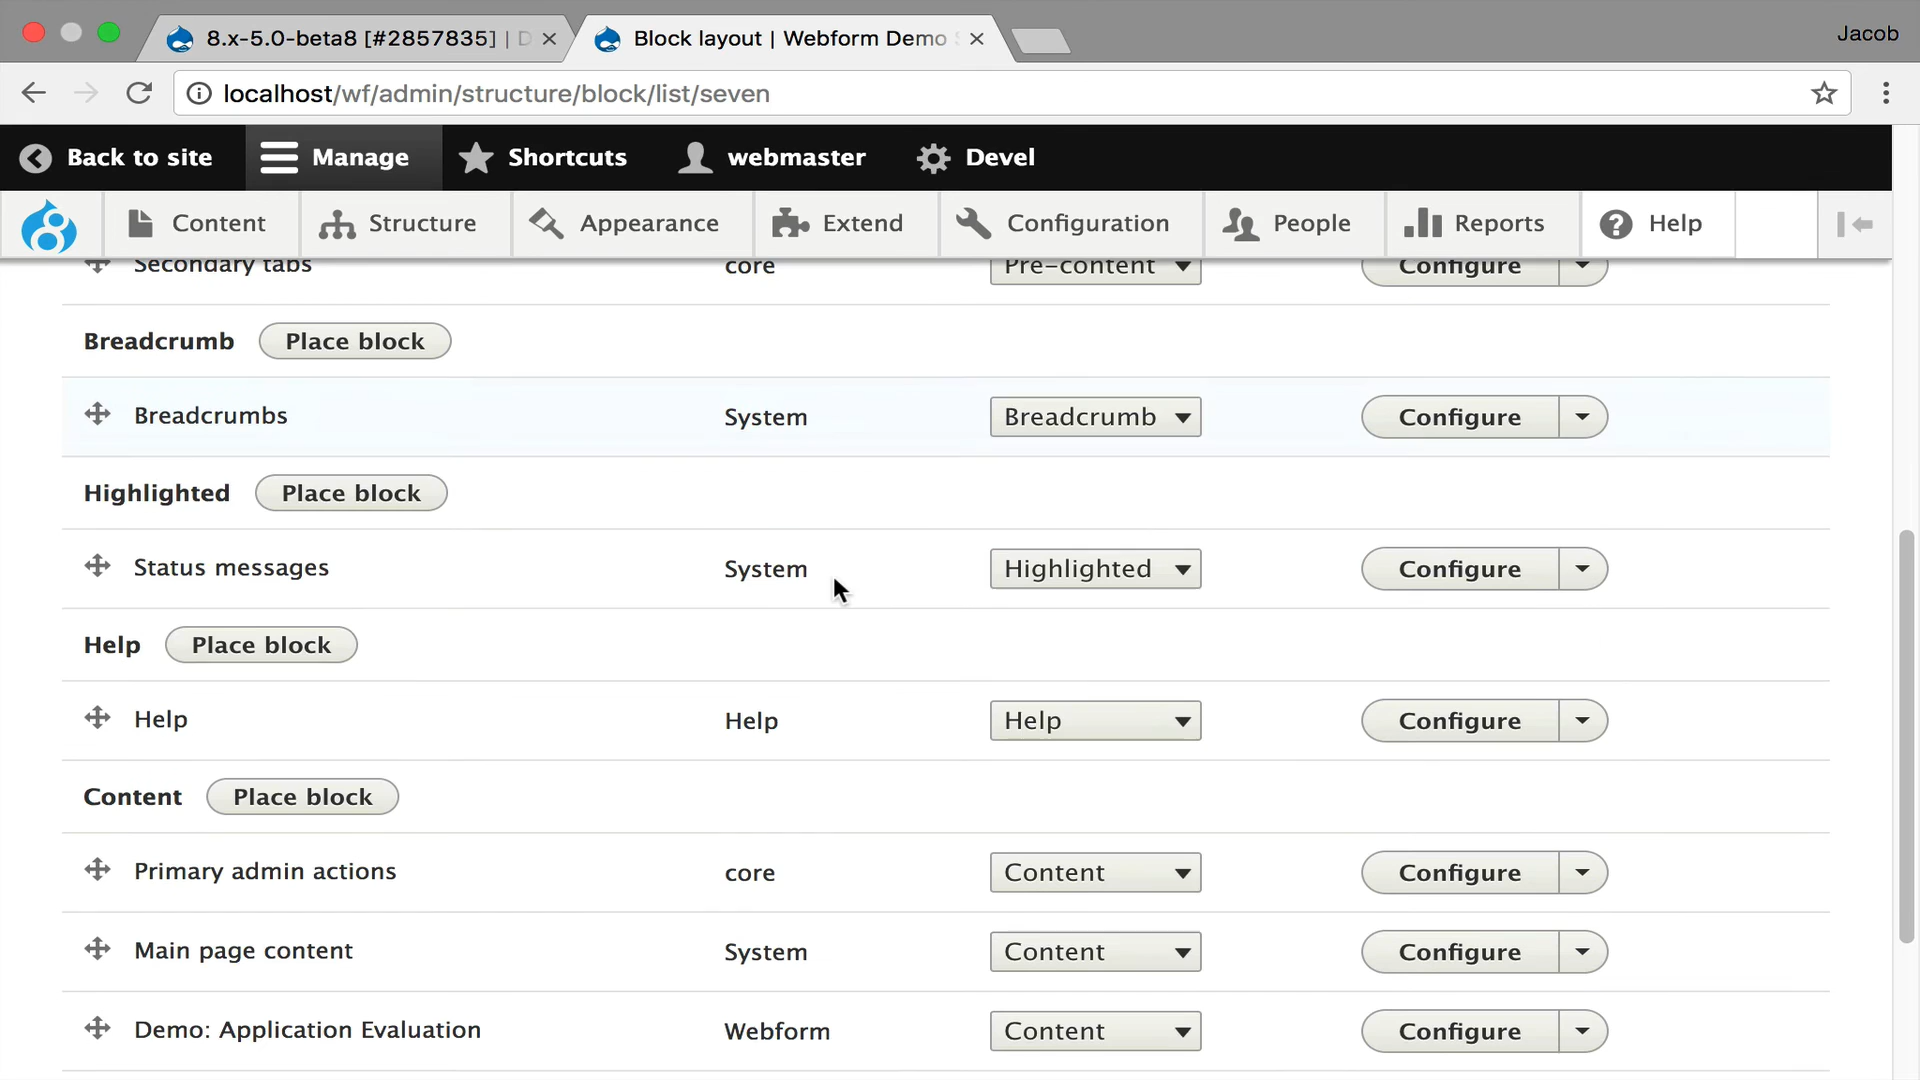 8.x-5.0-beta8 [#2857835] | D
Block layout | Webform Demo
Jacob
localhost/wf/admin/structure/block/list/seven
Back to site Manage Shortcuts webmaster Devel
Content Structure Appearance Extend Configuration People Reports Help
Secondary tabs core Pre-content Configure
Breadcrumb Place block
Breadcrumbs System Breadcrumb Configure
Highlighted Place block
Status messages System Highlighted Configure
Help Place block
Help Help Help Configure
Content Place block
Primary admin actions core Content Configure
Main page content System Content Configure
Demo: Application Evaluation Webform Content Configure